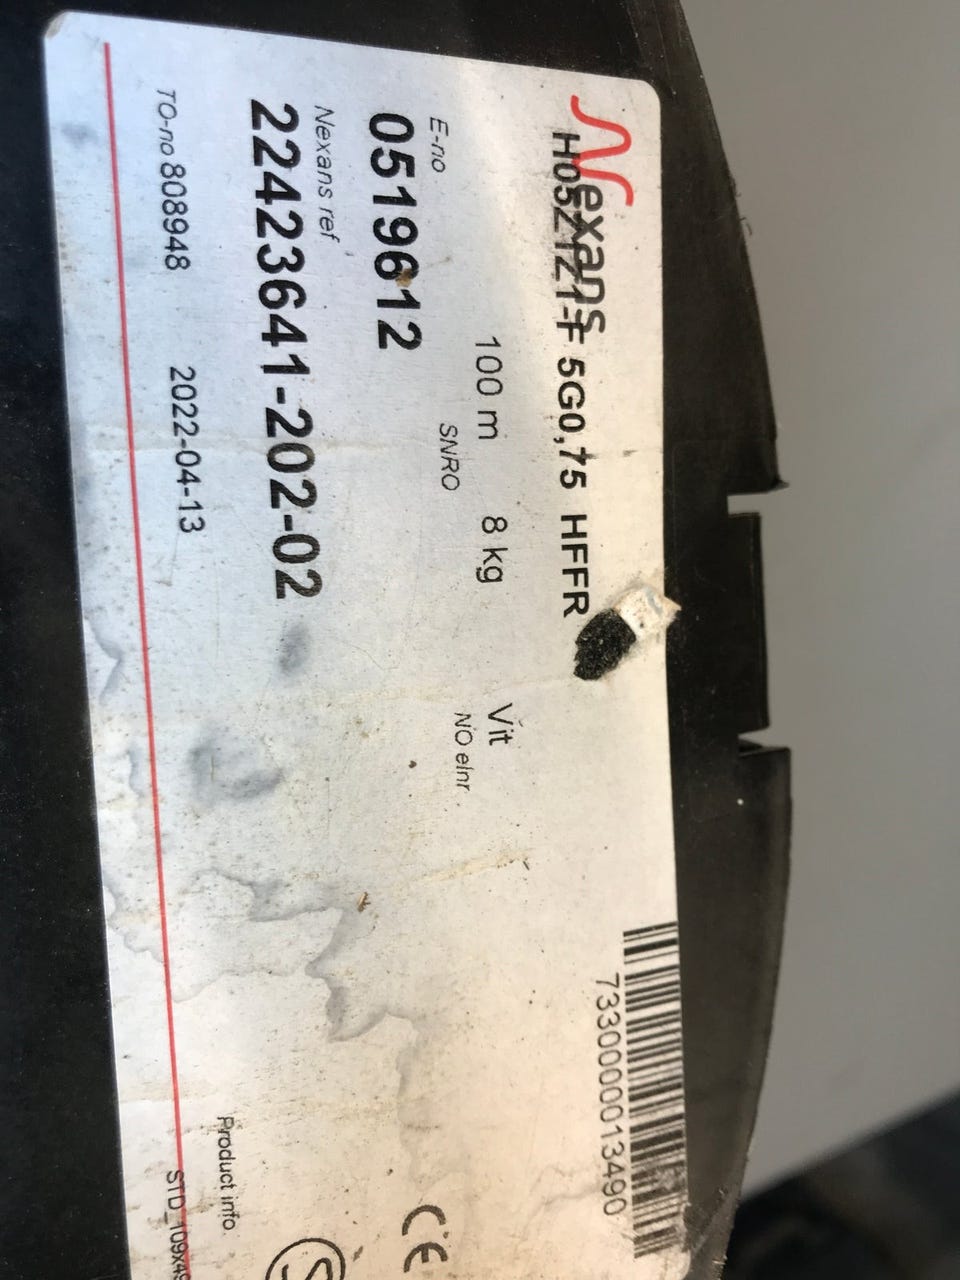 Nexans
7330000013490
H05Z1Z1-F 5G0,75 HFFR
100 m 8 kg Vit
E-no SNRO NO elnr.
0519612
Nexans ref
22423641-202-02
CE
S
Product info.
TO-no 808948 2022-04-13
STD_109x49